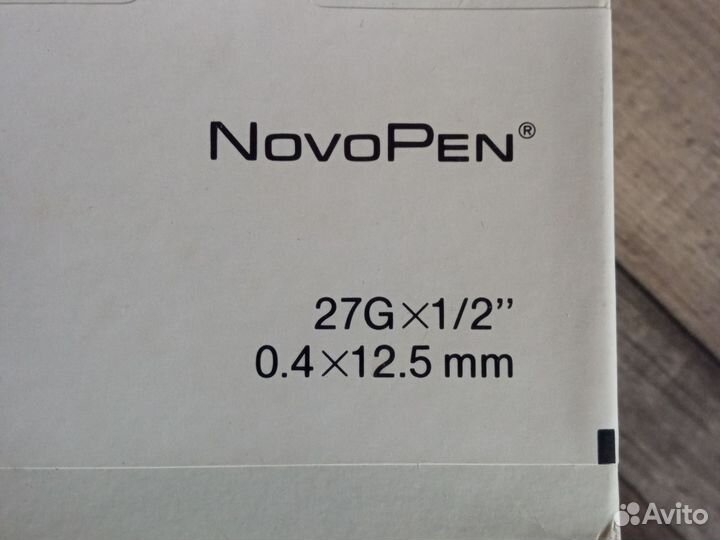 NOVOPEN®
27G×1/2’’
0.4×12.5 mm
Avito